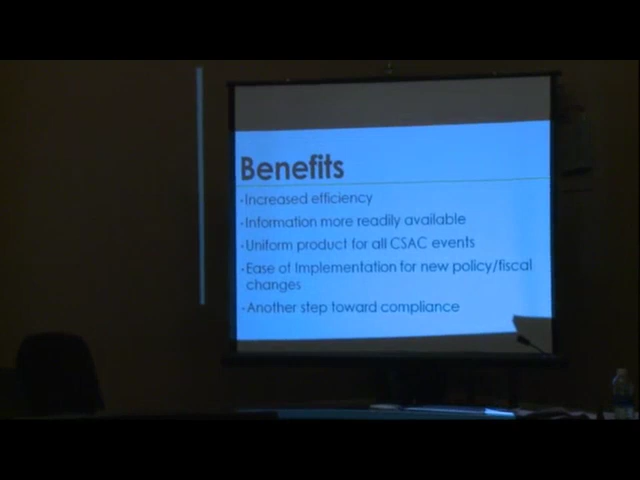 Benefits
•Increased efficiency
•Information more readily available
•Uniform product for all CSAC events
•Ease of Implementation for new policy/fiscal
changes
•Another step toward compliance